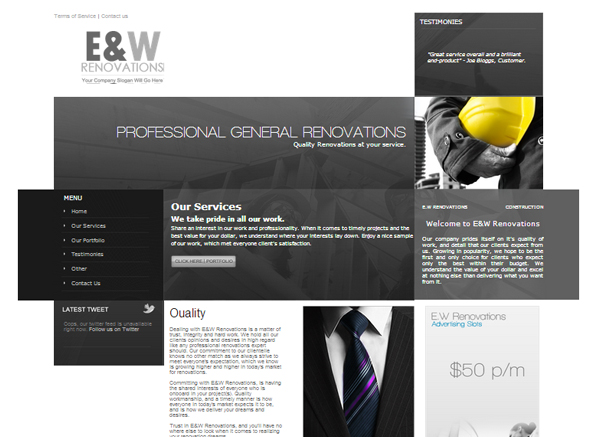 Terms of Service | Contact us
E&W
RENOVATIONS
Your Company Slogan Will Go Here
TESTIMONIES
"Great service overall and a brilliant
end-product" - Joe Bloggs, Customer.
PROFESSIONAL GENERAL RENOVATIONS
Quality Renovations at your service.
MENU
Home
Our Services
Our Portfolio
Testimonies
Other
Contact Us
Our Services
We take pride in all our work.
Share an interest in our work and professionality. When it comes to timely projects and the
best value for your dollar, we understand where your interests lay down. Enjoy a nice sample
of our work, which met everyone client's satisfaction.
CLICK HERE | PORTFOLIO
E.W RENOVATIONS
CONSTRUCTION
Welcome to E&W Renovations
Our company prides itself on it's quality of
work, and detail that our clients expect from
us. Growing in popularity, we hope to be the
first and only choice for clients who expect
only the best within their budget. We
understand the value of your dollar and excel
at nothing else than delivering what you want
from it.
LATEST TWEET
Oops, our twitter feed is unavailable
right now. Follow us on Twitter
Quality
Dealing with E&W Renovations is a matter of
trust, integrity and hard work. We hold all our
clients opinions and desires in high regard
like any professional renovations expert
should. Our commitment to our clientelle
knows no other match as we always strive to
meet everyone's expectation, which we know
is growing higher and higher in today's market
for renovations.
Committing with E&W Renovations, is having
the shared interests of everyone who is
onboard in your project(s). Quality
workmanship, and a timely manner is how
everyone in today's market expects it to be,
and is how we deliver your dreams and
desires.
Trust in E&W Renovations, and you'll have no
where else to look when it comes to realizing
your renovation dreams.
E.W Renovations
Advertising Slots
$50 p/m